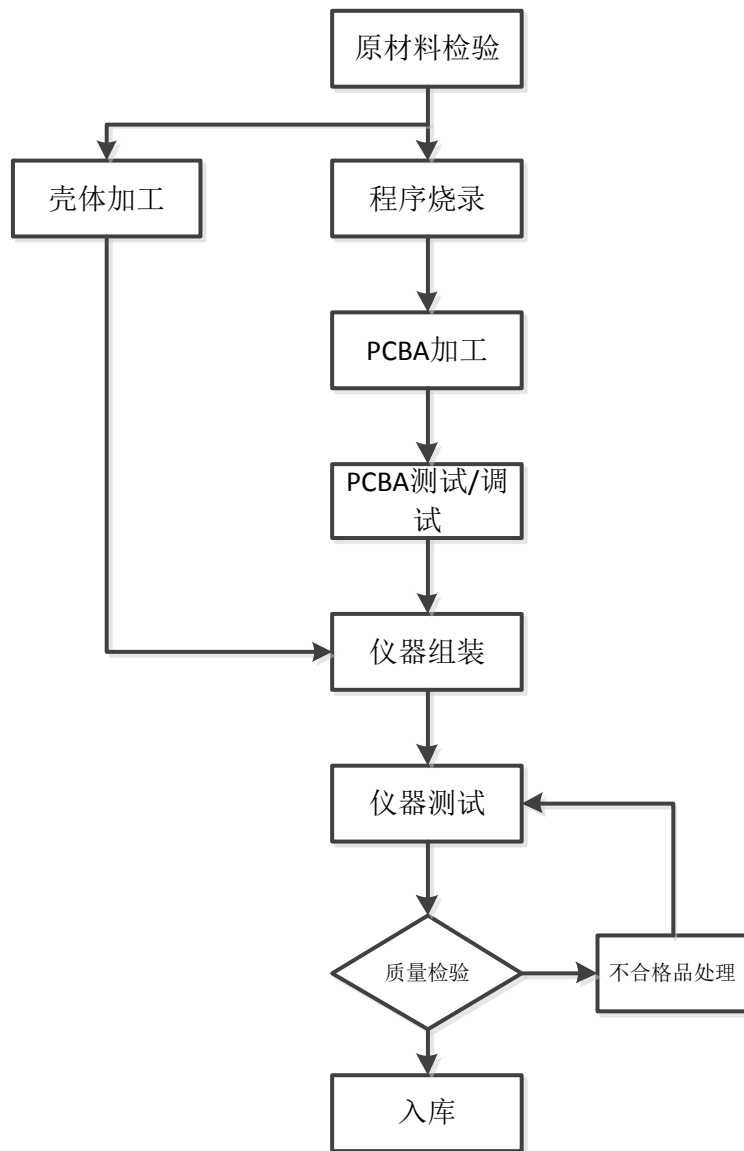 原材料检验
壳体加工
程序烧录
PCBA加工
PCBA测试/调
试
仪器组装
仪器测试
质量检验
不合格品处理
入库